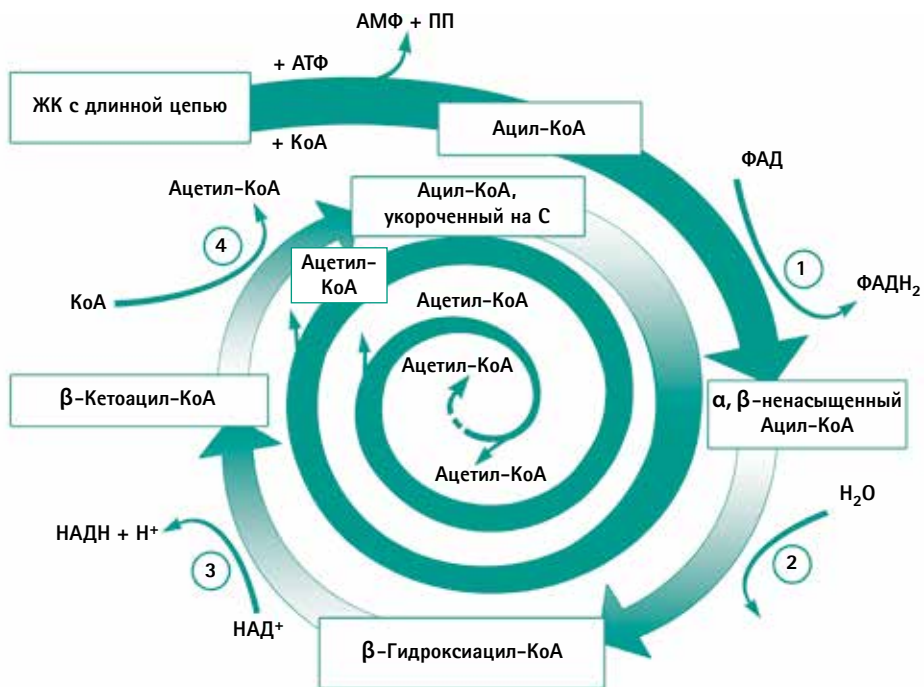 АМФ + ПП
+ АТФ
ЖК с длинной цепью
+ КоА
Ацил-КоА
ФАД
Ацетил-КоА
Ацил-КоА,
укороченный на С
4
1
Ацетил-
КоА
КоА
Ацетил-КоА
ФАДН₂
Ацетил-КоА
β-Кетоацил-КоА
α, β-ненасыщенный
Ацил-КоА
Ацетил-КоА
H₂O
НАДН + Н⁺
3
2
НАД⁺
β-Гидроксиацил-КоА